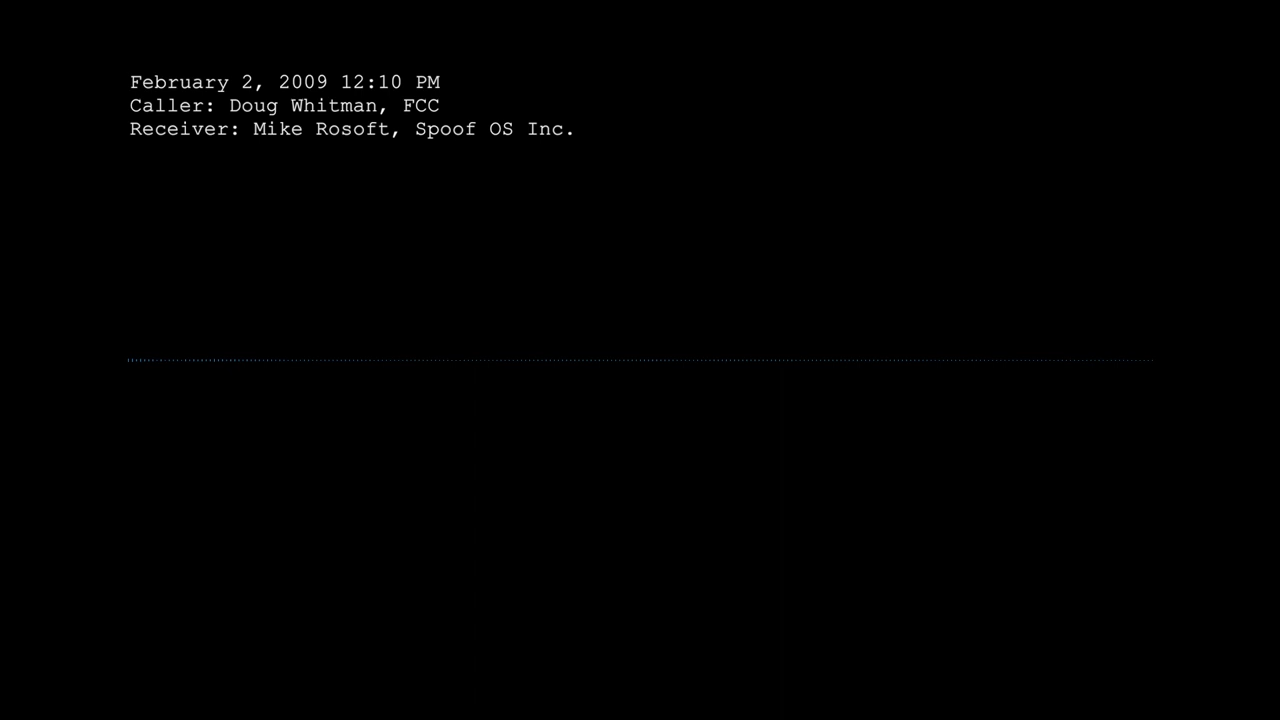 February 2, 2009 12:10 PM
Caller: Doug Whitman, FCC
Receiver: Mike Rosoft, Spoof OS Inc.